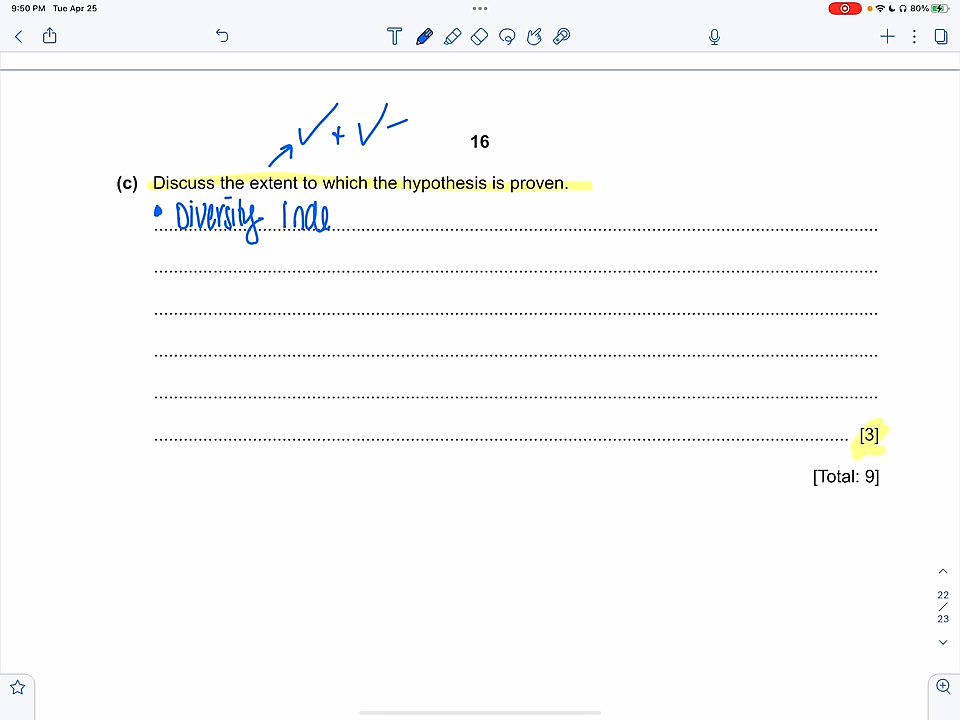 9:50 PM Tue Apr 25
80%
16
(c) Discuss the extent to which the hypothesis is proven.
• Diversity Inde
[3]
[Total: 9]
22
/
23